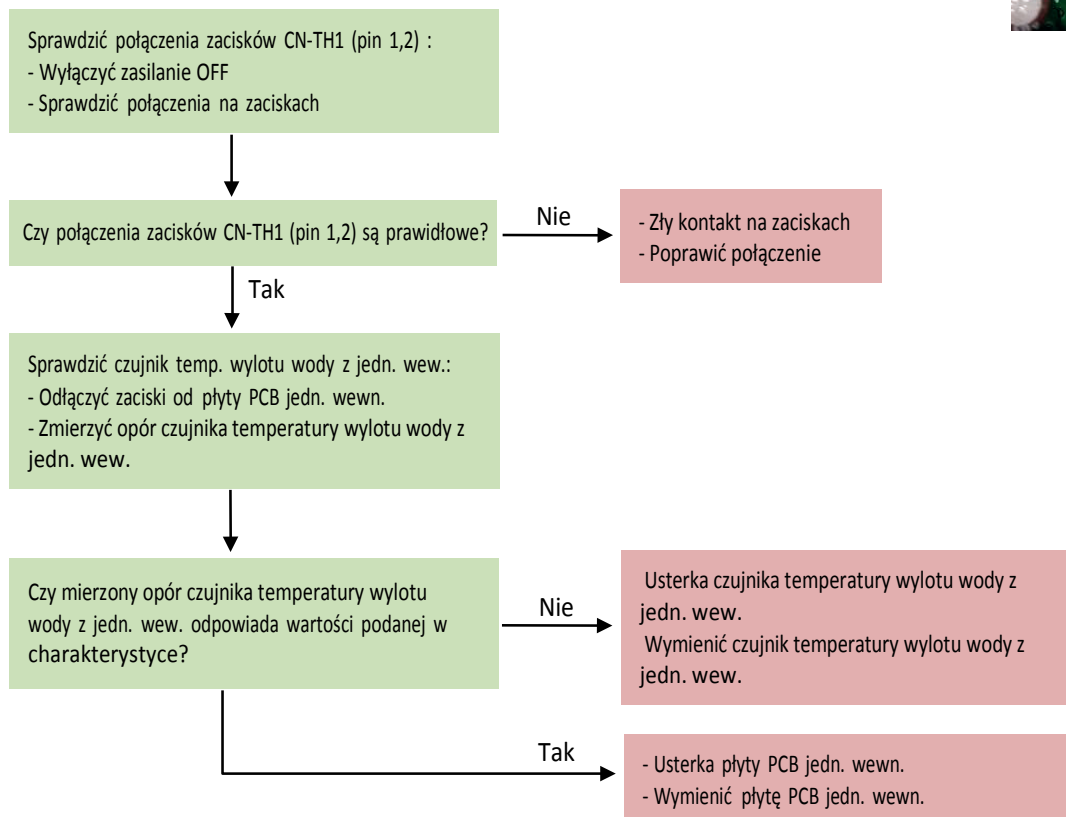 Sprawdzić połączenia zacisków CN-TH1 (pin 1,2) :
- Wyłączyć zasilanie OFF
- Sprawdzić połączenia na zaciskach
Czy połączenia zacisków CN-TH1 (pin 1,2) są prawidłowe?
Nie
- Zły kontakt na zaciskach
- Poprawić połączenie
Tak
Sprawdzić czujnik temp. wylotu wody z jedn. wew.:
- Odłączyć zaciski od płyty PCB jedn. wewn.
- Zmierzyć opór czujnika temperatury wylotu wody z
jedn. wew.
Czy mierzony opór czujnika temperatury wylotu
wody z jedn. wew. odpowiada wartości podanej w
charakterystyce?
Nie
Usterka czujnika temperatury wylotu wody z
jedn. wew.
Wymienić czujnik temperatury wylotu wody z
jedn. wew.
Tak
- Usterka płyty PCB jedn. wewn.
- Wymienić płytę PCB jedn. wewn.